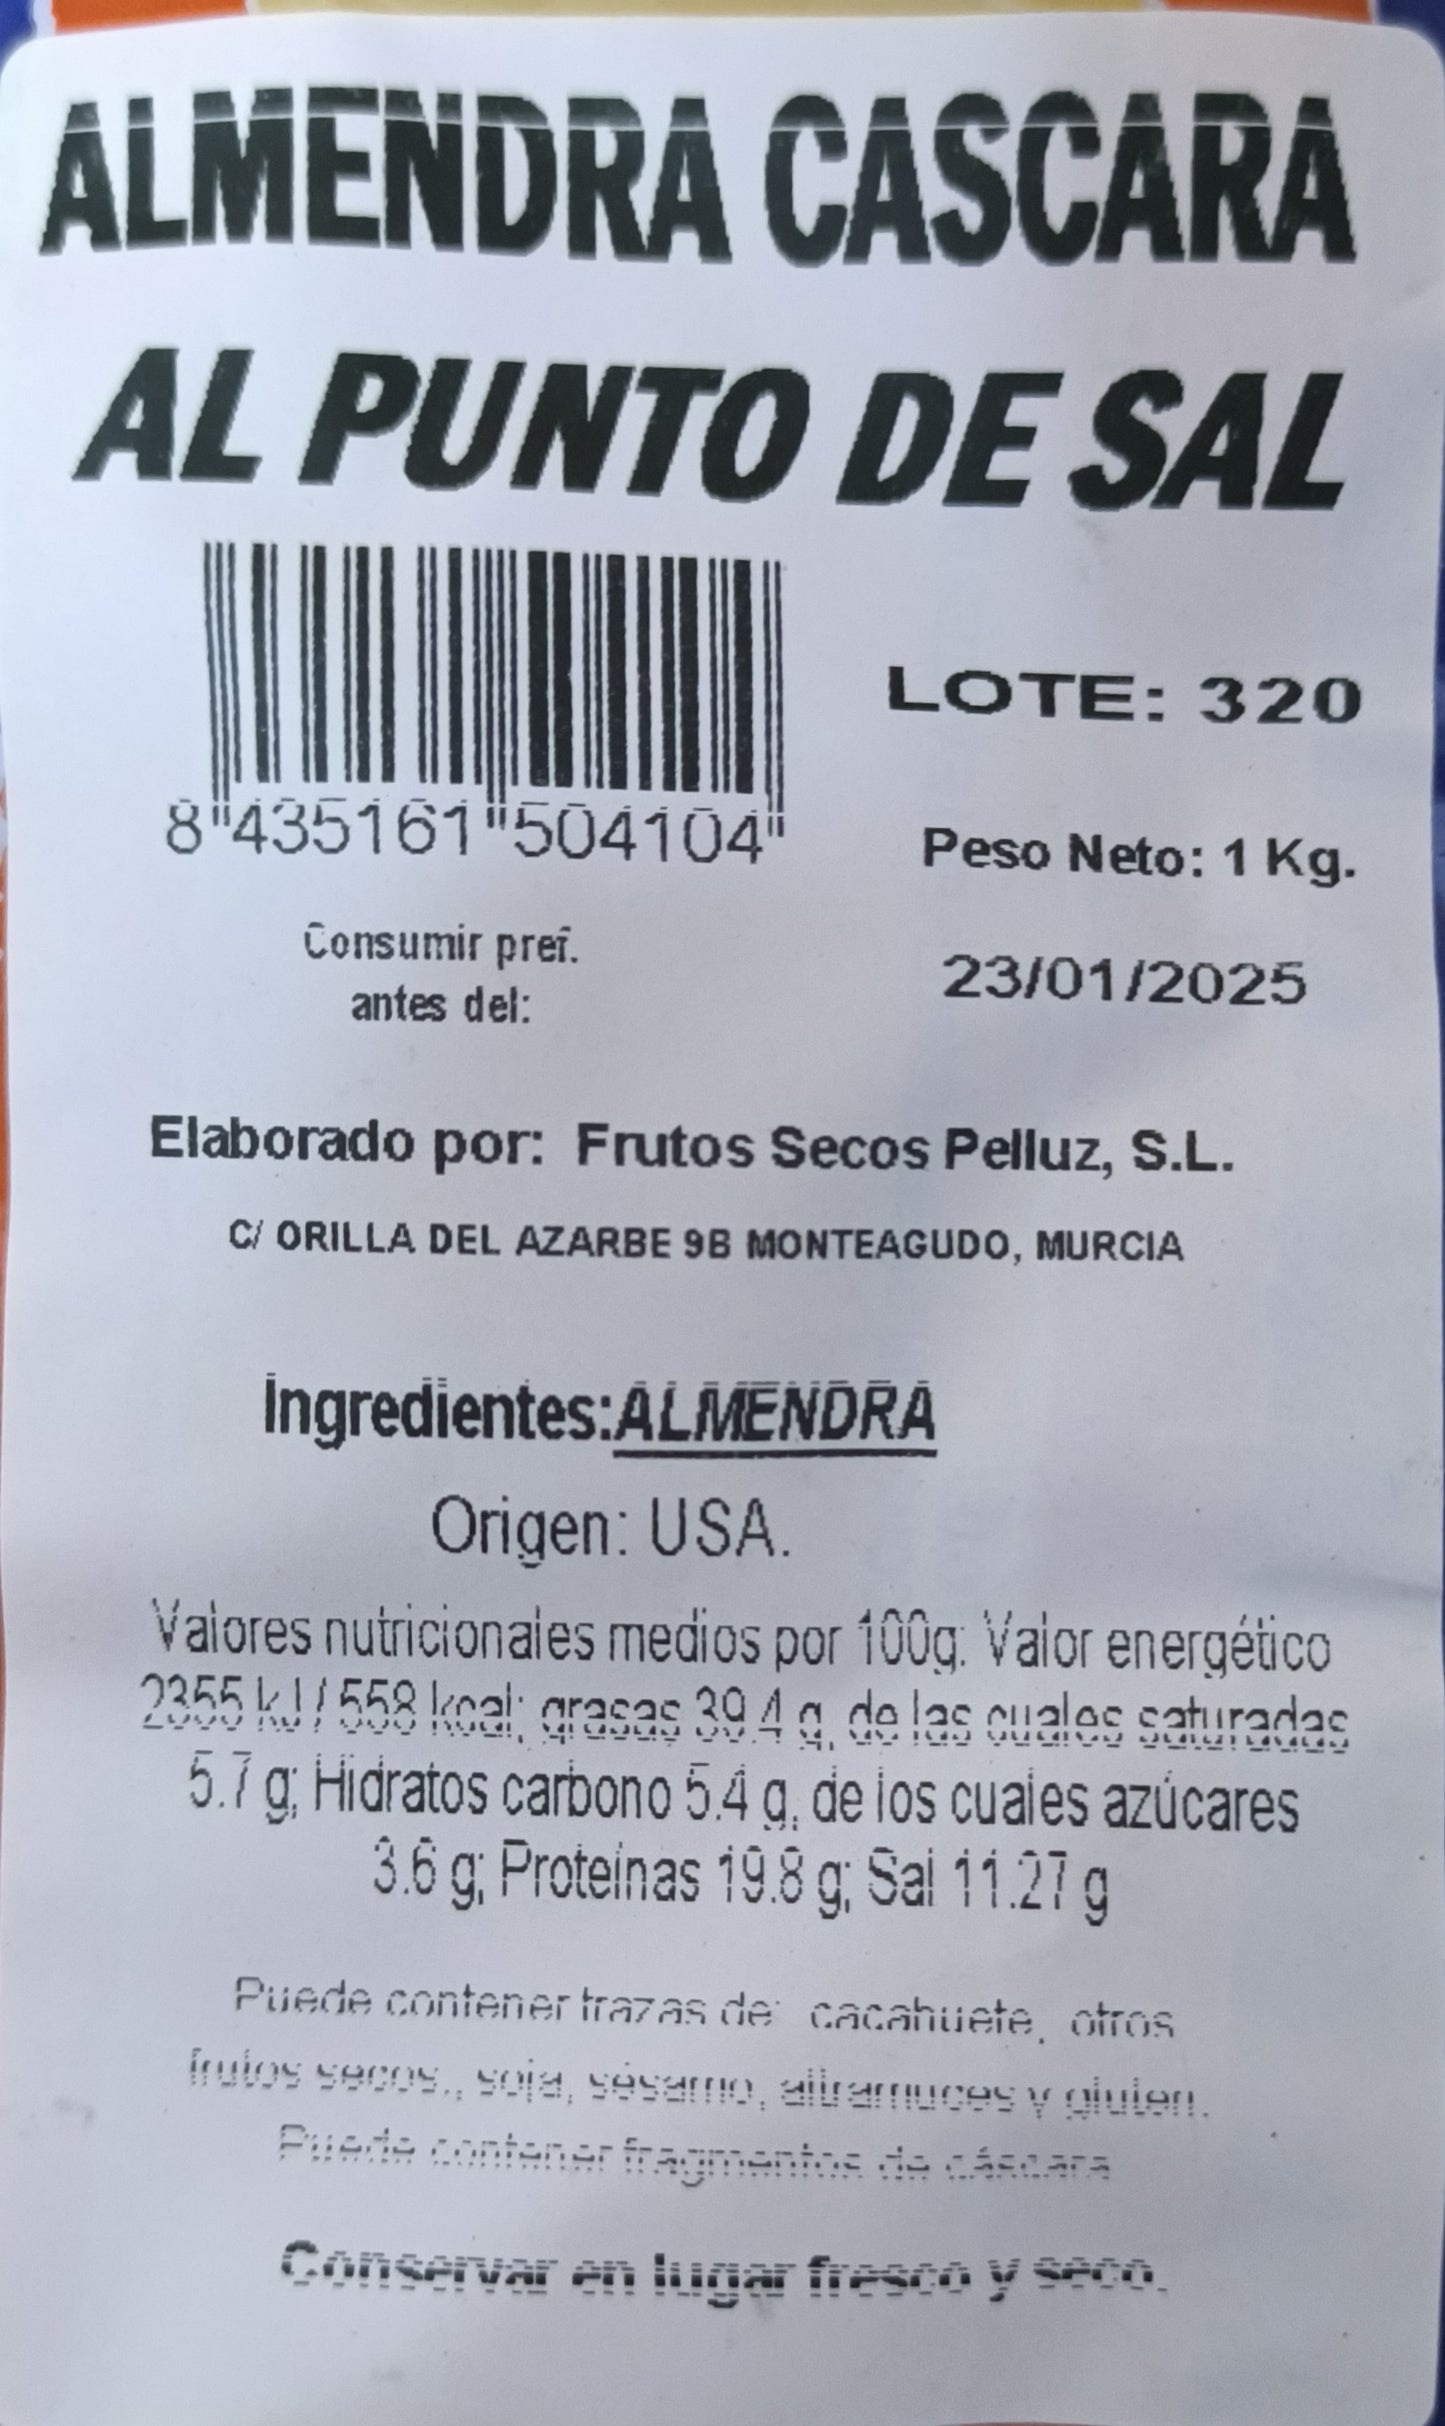 ALMENDRA CASCARA
AL PUNTO DE SAL
8"435161"504104"
LOTE: 320
Peso Neto: 1 Kg.
Consumir pref.
antes del:
23/01/2025
Elaborado por: Frutos Secos Pelluz, S.L.
C/ ORILLA DEL AZARBE 9B MONTEAGUDO, MURCIA
Ingredientes:ALMENDRA
Origen: USA.
Valores nutricionales medios por 100g: Valor energético
2355 kJ / 558 kcal; grasas 39.4 g, de las cuales saturadas
5.7 g; Hidratos carbono 5.4 g, de los cuales azúcares
3.6 g; Proteínas 19.8 g; Sal 11.27 g
Puede contener trazas de: cacahuete, otros
frutos secos,, soja, sésamo, altramuces y gluten.
Puede contener fragmentos de cáscara
Conservar en lugar fresco y seco.